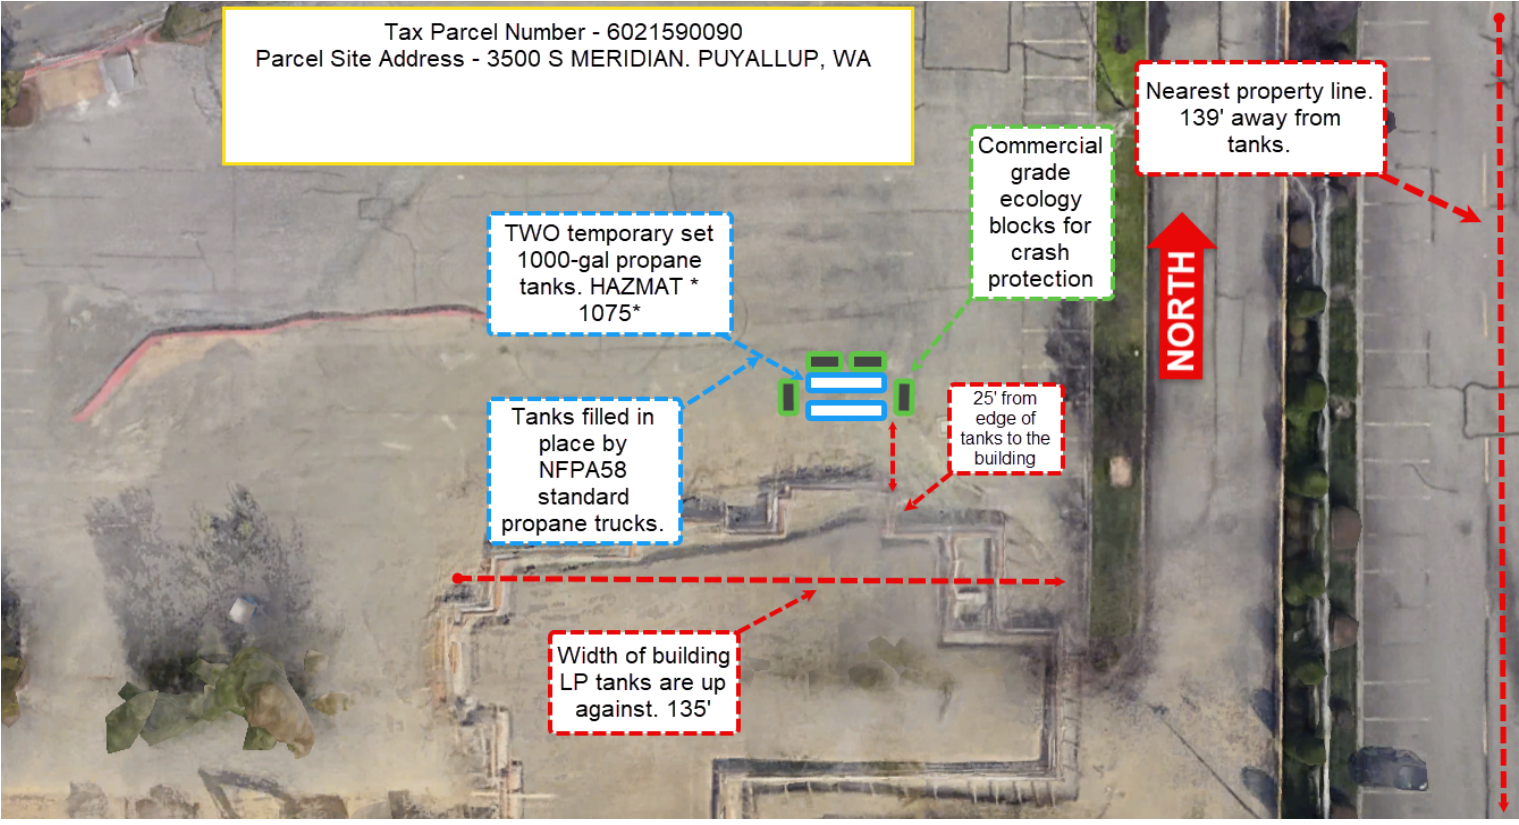 Tax Parcel Number - 6021590090
Parcel Site Address - 3500 S MERIDIAN. PUYALLUP, WA
Nearest property line.
139' away from
tanks.
Commercial
grade
ecology
blocks for
crash
protection
TWO temporary set
1000-gal propane
tanks. HAZMAT *
1075*
NORTH
25' from
edge of
tanks to the
building
Tanks filled in
place by
NFPA58
standard
propane trucks.
Width of building
LP tanks are up
against. 135'